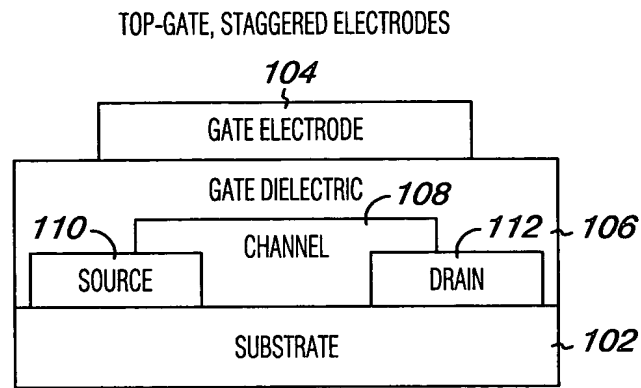 TOP-GATE, STAGGERED ELECTRODES
104
GATE ELECTRODE
GATE DIELECTRIC
108
110
CHANNEL
112
106
SOURCE
DRAIN
SUBSTRATE
102